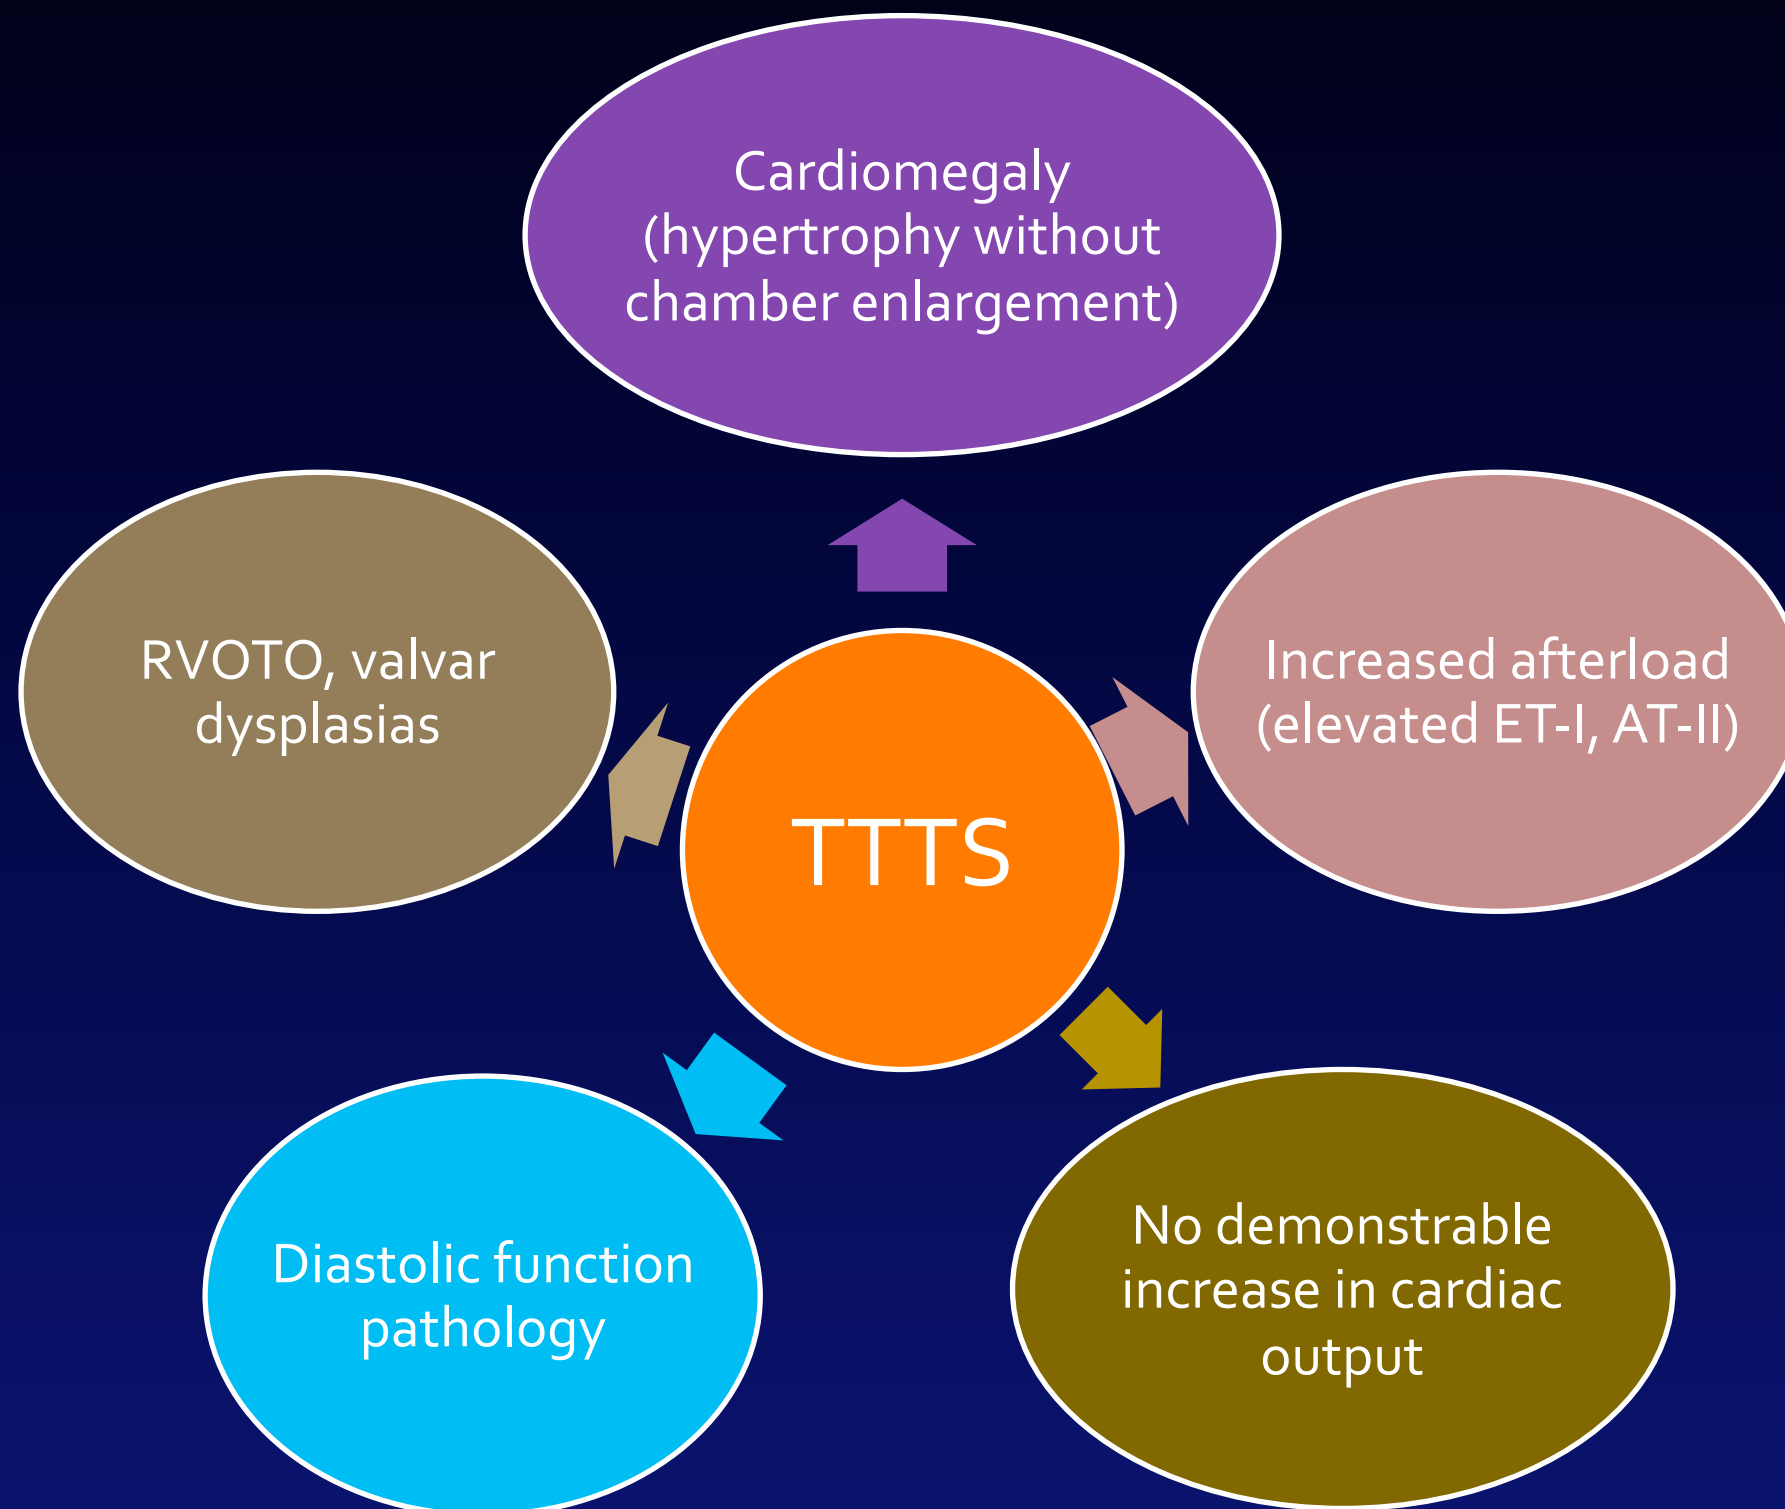 Cardiomegaly
(hypertrophy without
chamber enlargement)
RVOTO, valvar
dysplasias
Increased afterload
(elevated ET-I, AT-II)
TTTS
Diastolic function
pathology
No demonstrable
increase in cardiac
output